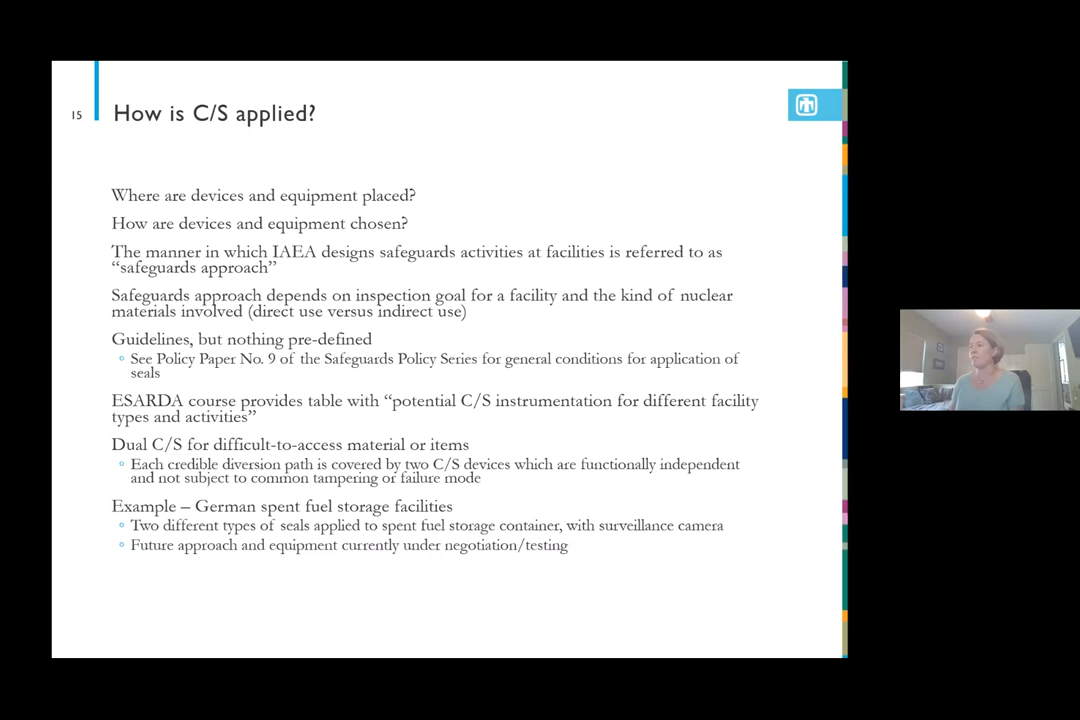 15
How is C/S applied?
Where are devices and equipment placed?
How are devices and equipment chosen?
The manner in which IAEA designs safeguards activities at facilities is referred to as
“safeguards approach”
Safeguards approach depends on inspection goal for a facility and the kind of nuclear
materials involved (direct use versus indirect use)
Guidelines, but nothing pre-defined
See Policy Paper No. 9 of the Safeguards Policy Series for general conditions for application of
seals
ESARDA course provides table with “potential C/S instrumentation for different facility
types and activities”
Dual C/S for difficult-to-access material or items
Each credible diversion path is covered by two C/S devices which are functionally independent
and not subject to common tampering or failure mode
Example – German spent fuel storage facilities
Two different types of seals applied to spent fuel storage container, with surveillance camera
Future approach and equipment currently under negotiation/testing